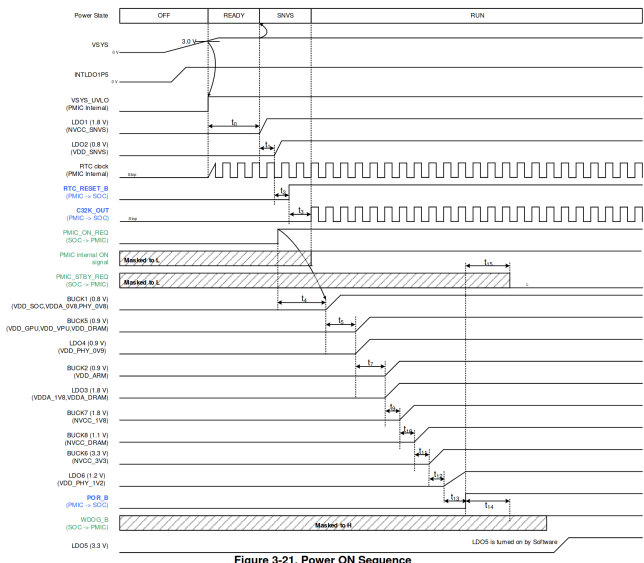 Power State OFF READY SNVS RUN
VSYS 3.0 V 0 V
INTLDO1P5 0 V
VSYS_UVLO
(PMIC Internal)
LDO1 (1.8 V) t0
(NVCC_SNVS)
LDO2 (0.8 V) t1
(VDD_SNVS)
RTC clock
(PMIC Internal) Stop
RTC_RESET_B t2
(PMIC -> SOC)
C32K_OUT t3
(PMIC -> SOC) Stop
PMIC_ON_REQ
(SOC -> PMIC)
PMIC internal ON
signal Masked to L
t15
PMIC_STBY_REQ
(SOC -> PMIC) Masked to L L
BUCK1 (0.8 V) t4
(VDD_SOC,VDDA_0V8,PHY_0V8)
BUCK5 (0.9 V) t5
(VDD_GPU,VDD_VPU,VDD_DRAM)
LDO4 (0.9 V)
(VDD_PHY_0V9)
BUCK2 (0.9 V) t7
(VDD_ARM)
LDO3 (1.8 V)
(VDDA_1V8,VDDA_DRAM)
BUCK7 (1.8 V) t9
(NVCC_1V8)
BUCK8 (1.1 V) t10
(NVCC_DRAM)
BUCK6 (3.3 V) t11
(NVCC_3V3)
LDO6 (1.2 V) t12
(VDD_PHY_1V2)
POR_B t13 t14
(PMIC -> SOC)
WDOG_B
(SOC -> PMIC) Masked to H
LDO5 (3.3 V) LDO5 is turned on by Software
Figure 3-21. Power ON Sequence